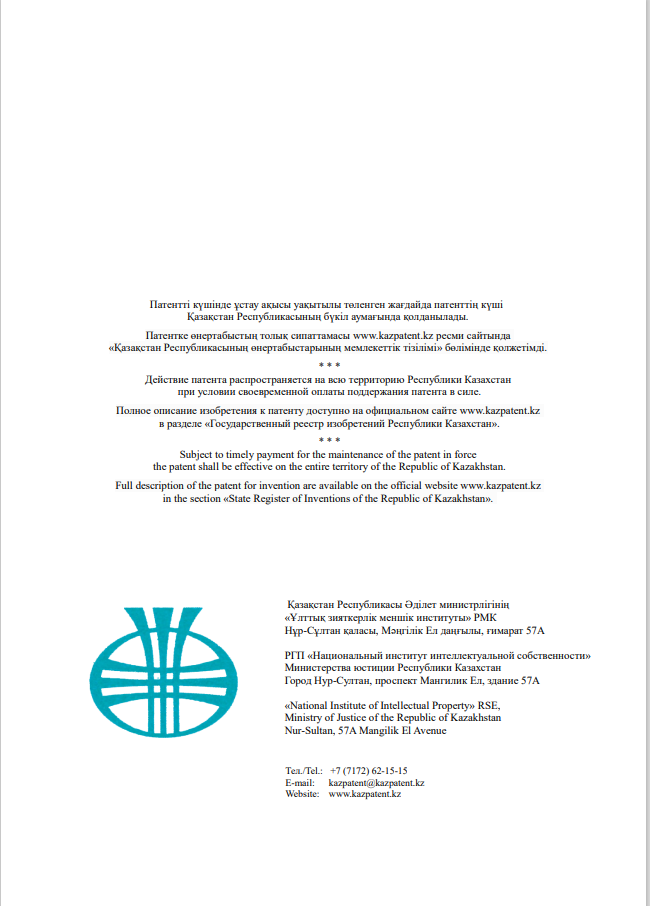 Патентті күшінде ұстау ақысы уақытылы төленген жағдайда патенттің күші
Қазақстан Республикасының бүкіл аумағында қолданылады.
Патентке өнертабыстың толық сипаттамасы www.kazpatent.kz ресми сайтында
«Қазақстан Республикасының өнертабыстарының мемлекеттік тізілімі» бөлімінде қолжетімді.
* * *
Действие патента распространяется на всю территорию Республики Казахстан
при условии своевременной оплаты поддержания патента в силе.
Полное описание изобретения к патенту доступно на официальном сайте www.kazpatent.kz
в разделе «Государственный реестр изобретений Республики Казахстан».
* * *
Subject to timely payment for the maintenance of the patent in force
the patent shall be effective on the entire territory of the Republic of Kazakhstan.
Full description of the patent for invention are available on the official website www.kazpatent.kz
in the section «State Register of Inventions of the Republic of Kazakhstan».
Қазақстан Республикасы Әділет министрлігінің
«Ұлттық зияткерлік меншік институты» РМК
Нұр-Сұлтан қаласы, Мәңгілік Ел даңғылы, ғимарат 57А
РГП «Национальный институт интеллектуальной собственности»
Министерства юстиции Республики Казахстан
Город Нур-Султан, проспект Мангилик Ел, здание 57А
«National Institute of Intellectual Property» RSE,
Ministry of Justice of the Republic of Kazakhstan
Nur-Sultan, 57A Mangilik El Avenue
Тел./Tel.: +7 (7172) 62-15-15
E-mail: kazpatent@kazpatent.kz
Website: www.kazpatent.kz